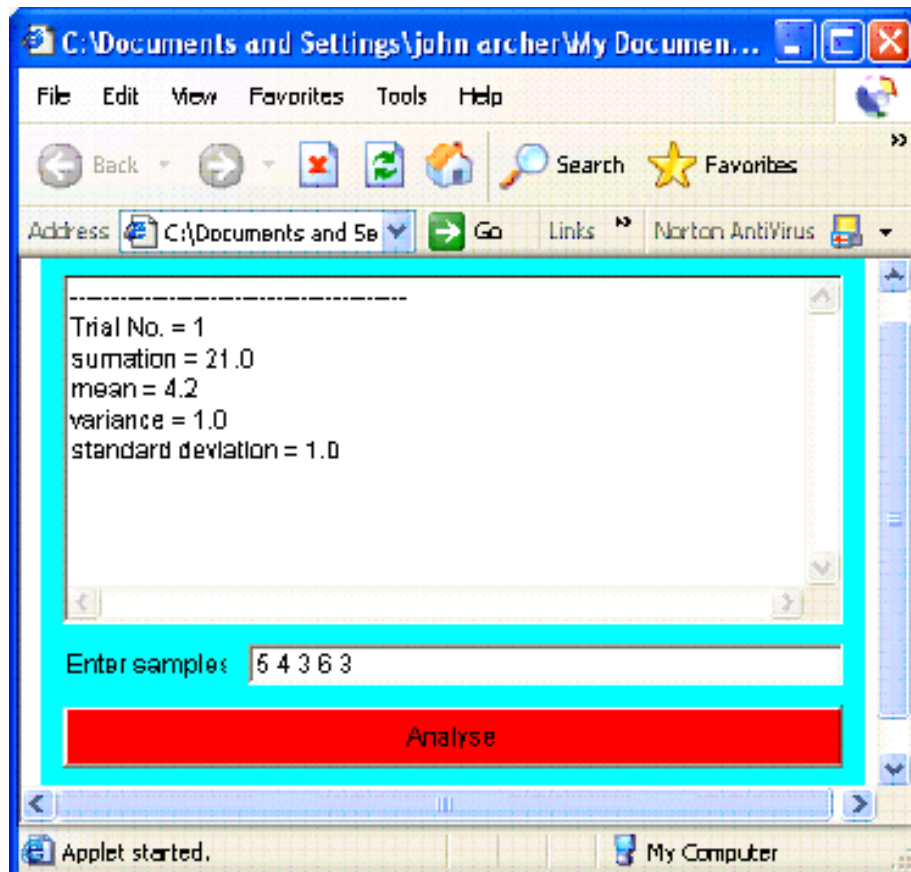 C:\Documents and Settings\john archer\My Documen...
File Edit View Favorites Tools Help
Back Search Favorites »
Address C:\Documents and Se Go Links » Norton AntiVirus
----------------------------------------
Trial No. = 1
sumation = 21.0
mean = 4.2
variance = 1.0
standard deviation = 1.0
Enter samples 5 4 3 6 3
Analyse
Applet started. My Computer